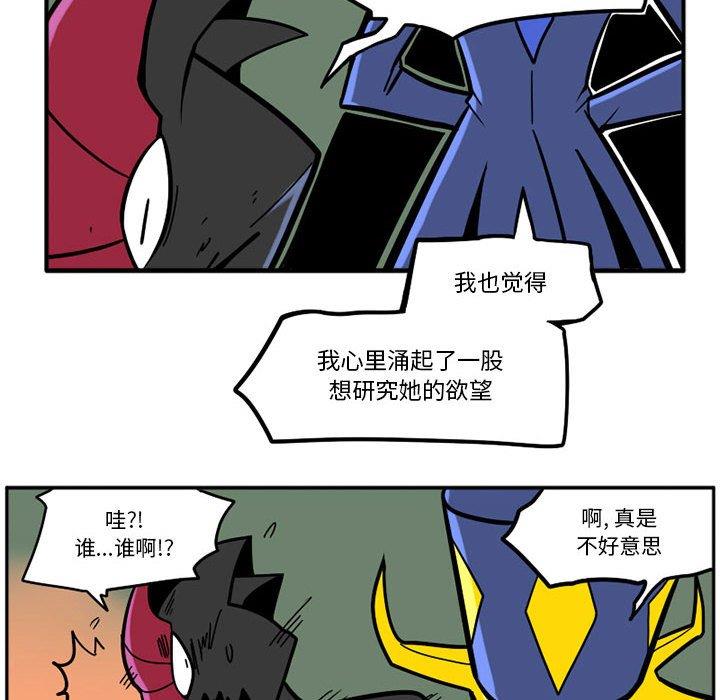 我也觉得
我心里涌起了一股
想研究她的欲望
哇?!
谁...谁啊!?
啊, 真是
不好意思